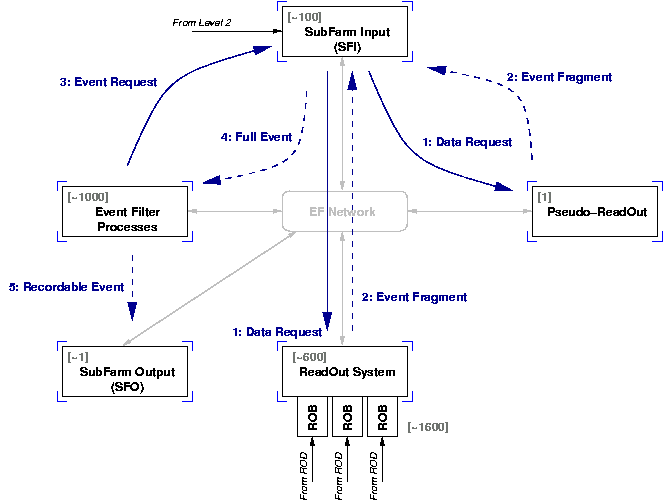 From Level 2
[~100]
SubFarm Input
(SFI)
3: Event Request
2: Event Fragment
4: Full Event
1: Data Request
[~1000]
Event Filter
Processes
EF Network
[1]
Pseudo–ReadOut
5: Recordable Event
2: Event Fragment
1: Data Request
[~1]
SubFarm Output
(SFO)
[~600]
ReadOut System
ROB
ROB
ROB
[~1600]
From ROD
From ROD
From ROD